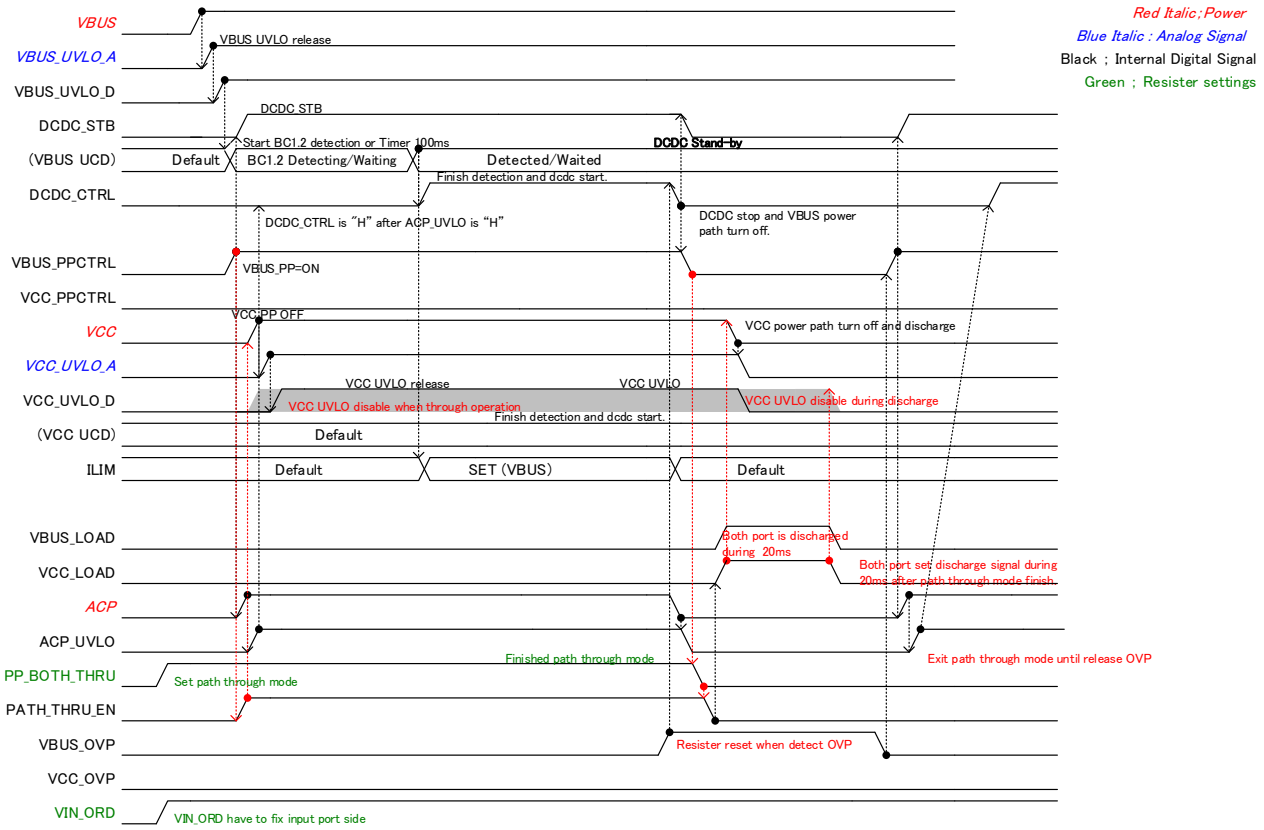 VBUS
Red Italic;Power
VBUS_UVLO_A
VBUS UVLO release
Blue Italic : Analog Signal
Black ; Internal Digital Signal
VBUS_UVLO_D
Green ; Resister settings
DCDC_STB
DCDC STB
Start BC1.2 detection or Timer 100ms
DCDC Stand-by
(VBUS UCD)
Default
BC1.2 Detecting/Waiting
Detected/Waited
Finish detection and dcdc start.
DCDC_CTRL
DCDC_CTRL is "H" after ACP_UVLO is "H"
DCDC stop and VBUS power
path turn off.
VBUS_PPCTRL
VBUS_PP=ON
VCC_PPCTRL
VCC PP OFF
VCC
VCC power path turn off and discharge
VCC_UVLO_A
VCC UVLO release
VCC UVLO
VCC_UVLO_D
VCC UVLO disable when through operation
VCC UVLO disable during discharge
Finish detection and dcdc start.
(VCC UCD)
Default
ILIM
Default
SET (VBUS)
Default
VBUS_LOAD
Both port is discharged
during 20ms
VCC_LOAD
Both port set discharge signal during
20ms after path through mode finish.
ACP
ACP_UVLO
Finished path through mode
Exit path through mode until release OVP
PP_BOTH_THRU
Set path through mode
PATH_THRU_EN
VBUS_OVP
Resister reset when detect OVP
VCC_OVP
VIN_ORD
VIN_ORD have to fix input port side